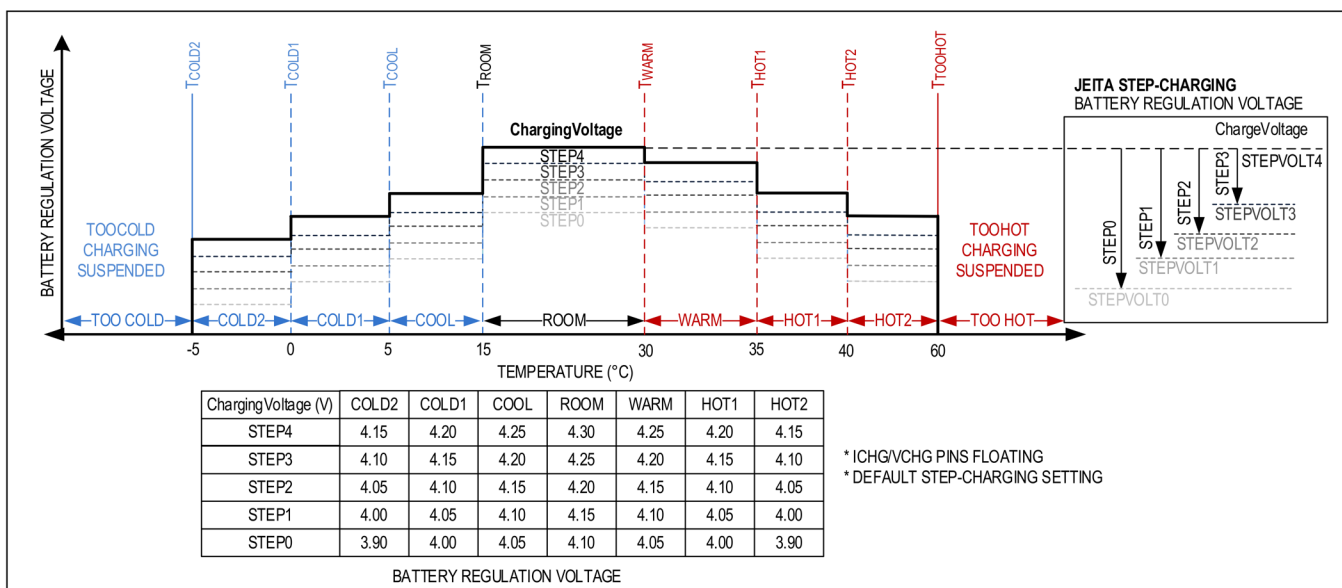 BATTERY REGULATION VOLTAGE
TCOLD2
TCOLD1
TCOOL
TROOM
TWARM
THOT1
THOT2
TTOOHOT
JEITA STEP-CHARGING
BATTERY REGULATION VOLTAGE
ChargingVoltage
ChargeVoltage
STEP4
STEP3
STEP2
STEP1
STEP0
STEP0
STEP1
STEP2
STEP3
STEPVOLT4
STEPVOLT3
STEPVOLT2
STEPVOLT1
STEPVOLT0
TOOCOLD
CHARGING
SUSPENDED
TOOHOT
CHARGING
SUSPENDED
TOO COLD COLD2 COLD1 COOL ROOM WARM HOT1 HOT2 TOO HOT
-5 0 5 15 30 35 40 60
TEMPERATURE (°C)
ChargingVoltage (V) COLD2 COLD1 COOL ROOM WARM HOT1 HOT2
STEP4 4.15 4.20 4.25 4.30 4.25 4.20 4.15
STEP3 4.10 4.15 4.20 4.25 4.20 4.15 4.10
STEP2 4.05 4.10 4.15 4.20 4.15 4.10 4.05
STEP1 4.00 4.05 4.10 4.15 4.10 4.05 4.00
STEP0 3.90 4.00 4.05 4.10 4.05 4.00 3.90
* ICHG/VCHG PINS FLOATING
* DEFAULT STEP-CHARGING SETTING
BATTERY REGULATION VOLTAGE